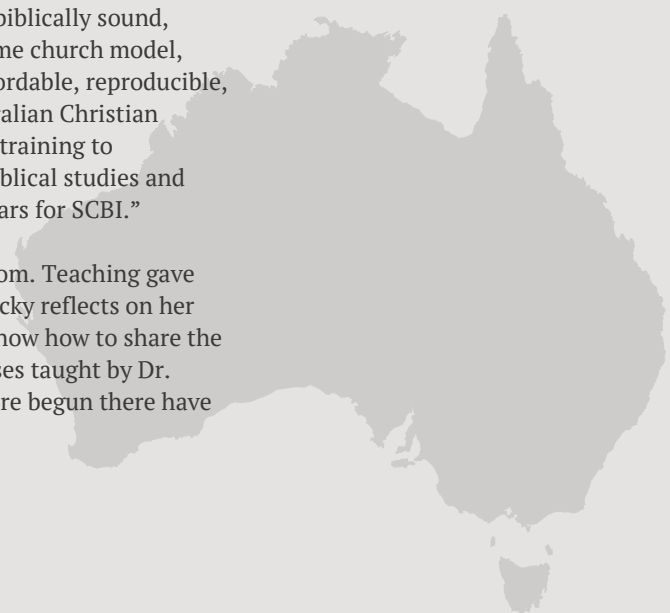 biblically sound,
me church model,
ordable, reproducible,
ralian Christian
training to
blical studies and
ars for SCBI.”
om. Teaching gave
cky reflects on her
now how to share the
ses taught by Dr.
re begun there have